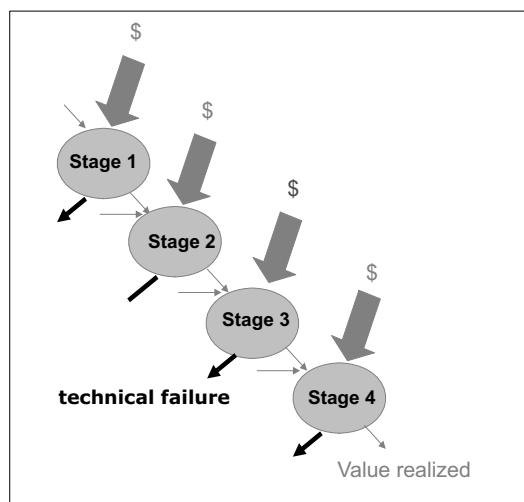 $
$
Stage 1
$
Stage 2
$
Stage 3
technical failure
Stage 4
Value realized